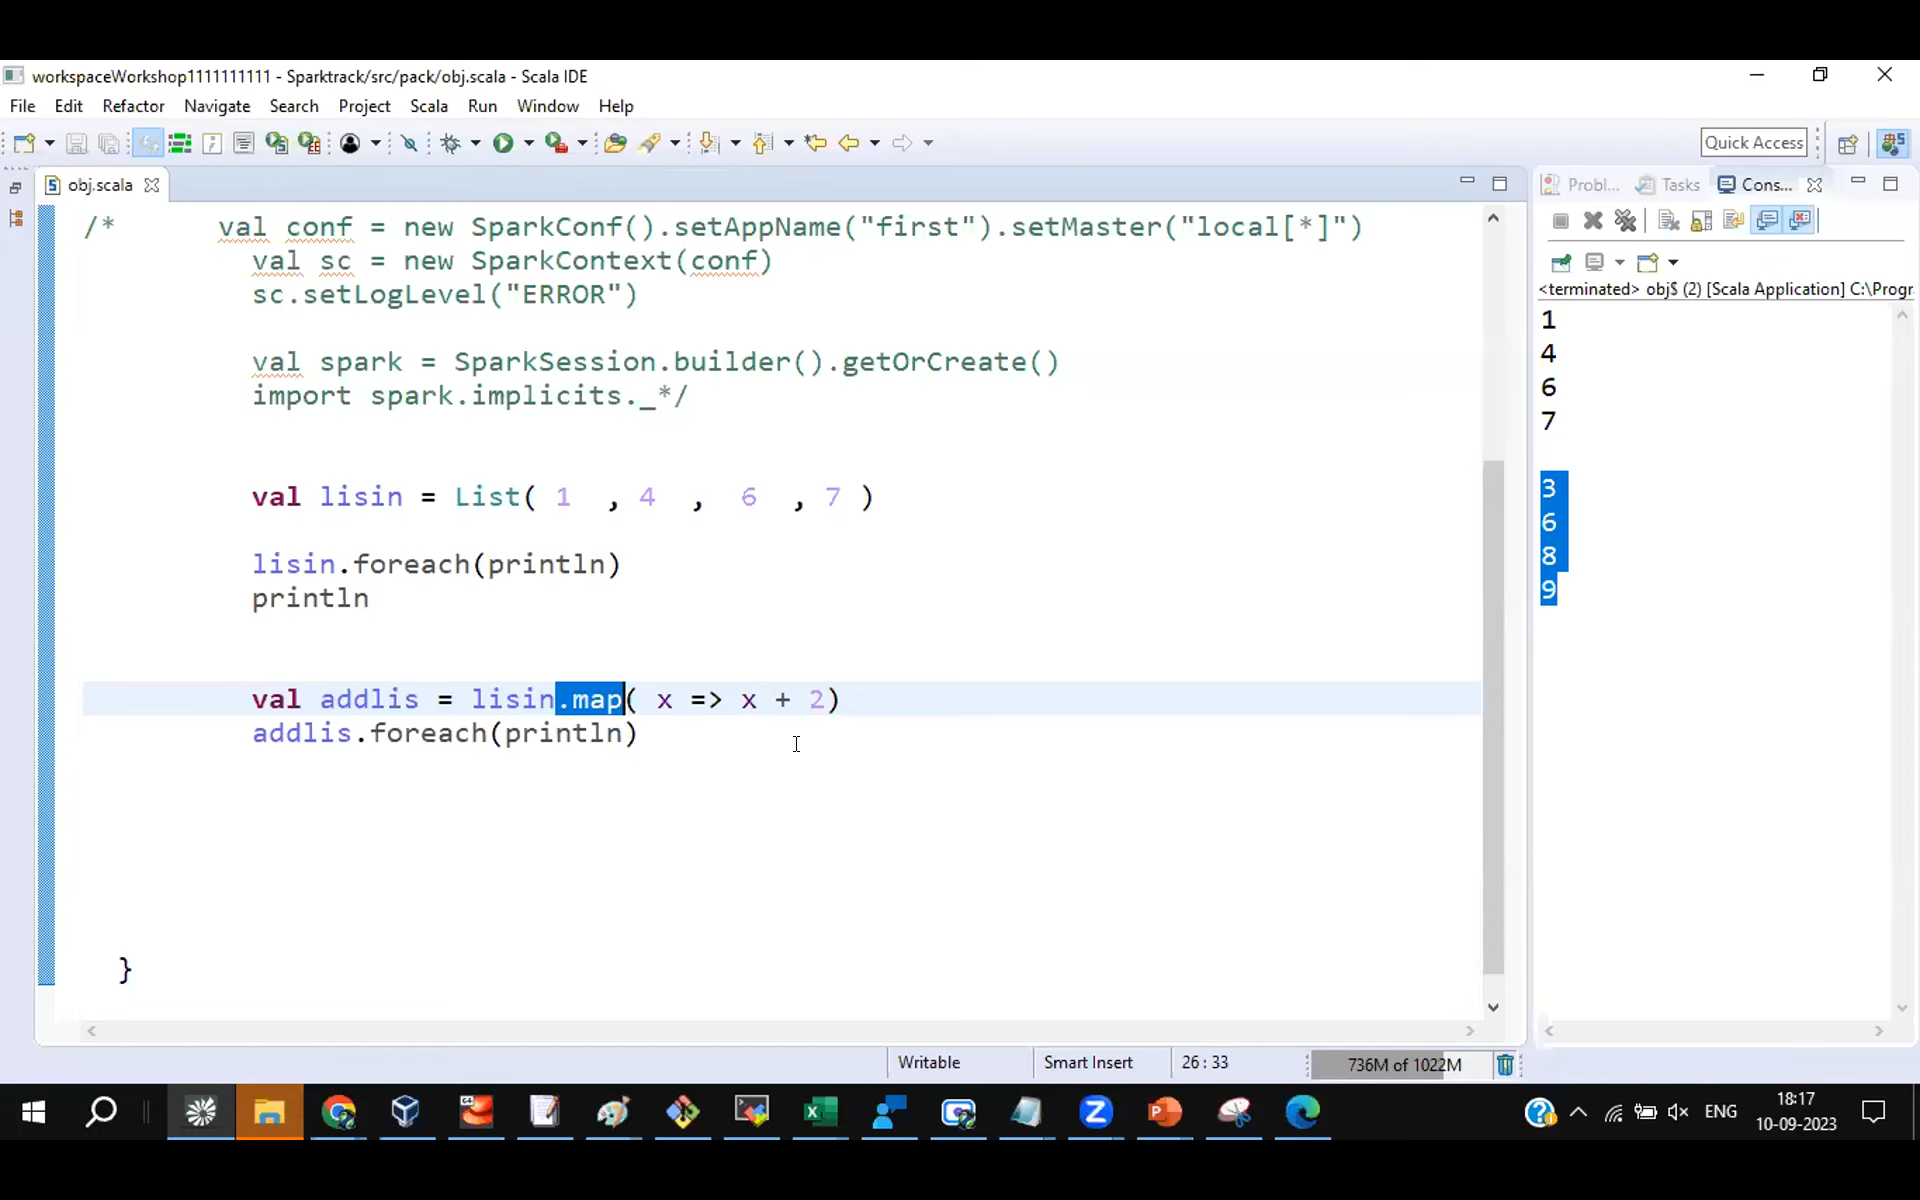 workspaceWorkshop1111111111 - Sparktrack/src/pack/obj.scala - Scala IDE
File Edit Refactor Navigate Search Project Scala Run Window Help
Quick Access
obj.scala
Probl... Tasks Cons...
/* val conf = new SparkConf().setAppName("first").setMaster("local[*]")
val sc = new SparkContext(conf)
sc.setLogLevel("ERROR")
val spark = SparkSession.builder().getOrCreate()
import spark.implicits._*/
val lisin = List( 1 , 4 , 6 , 7 )
lisin.foreach(println)
println
val addlis = lisin.map( x => x + 2)
addlis.foreach(println)
}
<terminated> obj$ (2) [Scala Application] C:\Progr
1
4
6
7
3
6
8
9
Writable Smart Insert 26 : 33 736M of 1022M
ENG
18:17
10-09-2023